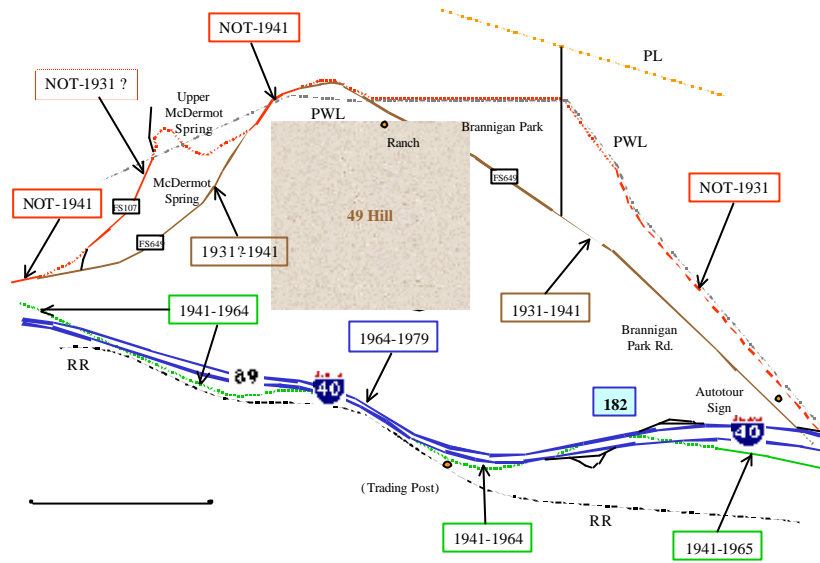 NOT-1941
PL
NOT-1931 ?
Upper
McDermot
Spring
PWL
Ranch
Brannigan Park
PWL
McDermot
Spring
FS649
NOT-1931
NOT-1941
FS107
49 Hill
FS649
1931?-1941
1941-1964
1931-1941
1964-1979
Brannigan
Park Rd.
RR
89
40
182
Autotour
Sign
40
(Trading Post)
RR
1941-1964
1941-1965